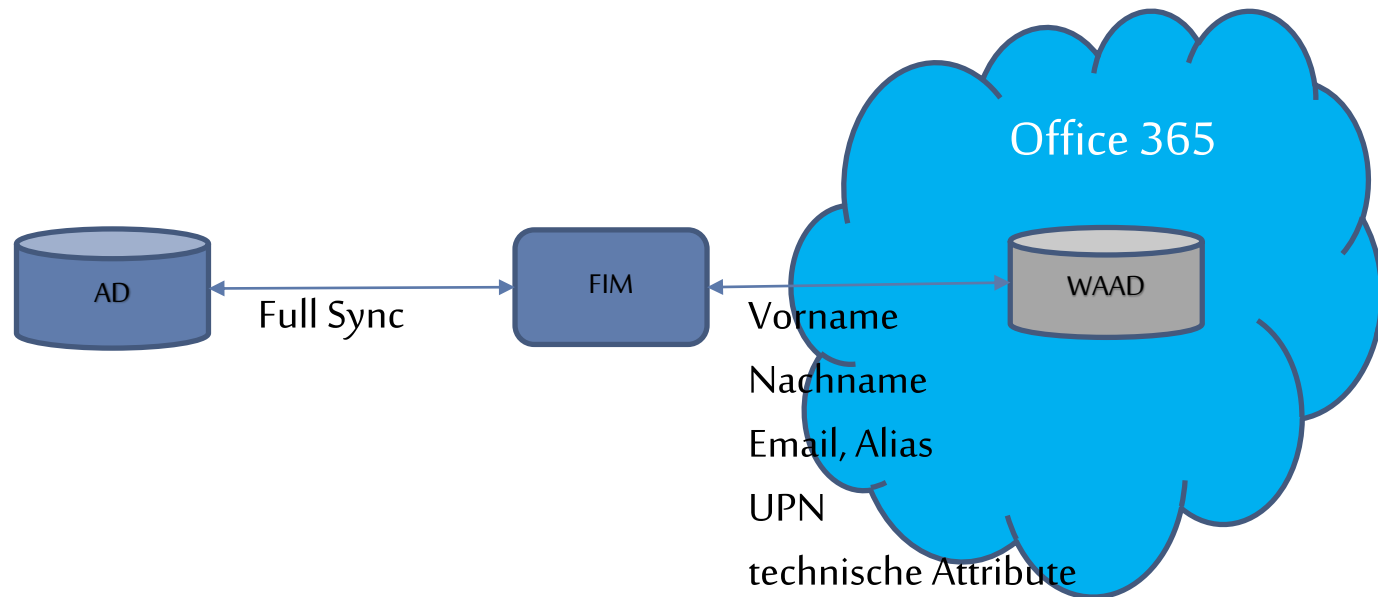 Office 365
AD
Full Sync
FIM
WAAD
Vorname
Nachname
Email, Alias
UPN
technische Attribute